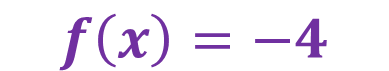 f(x) = −4